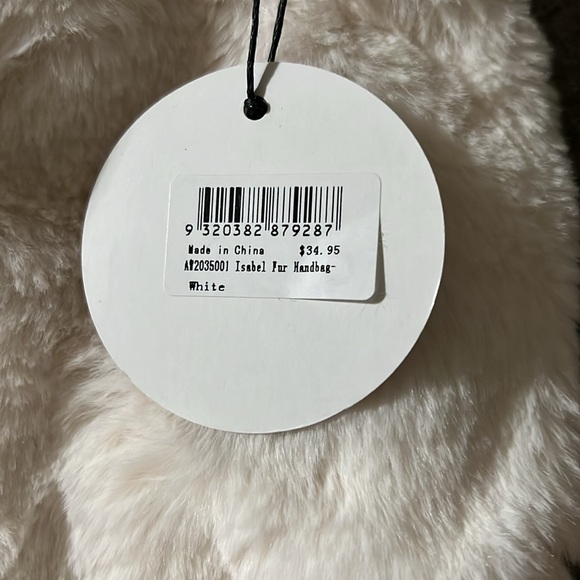 9 320382 879287
Made in China $34.95
AW2035001 Isabel Fur Handbag-
White